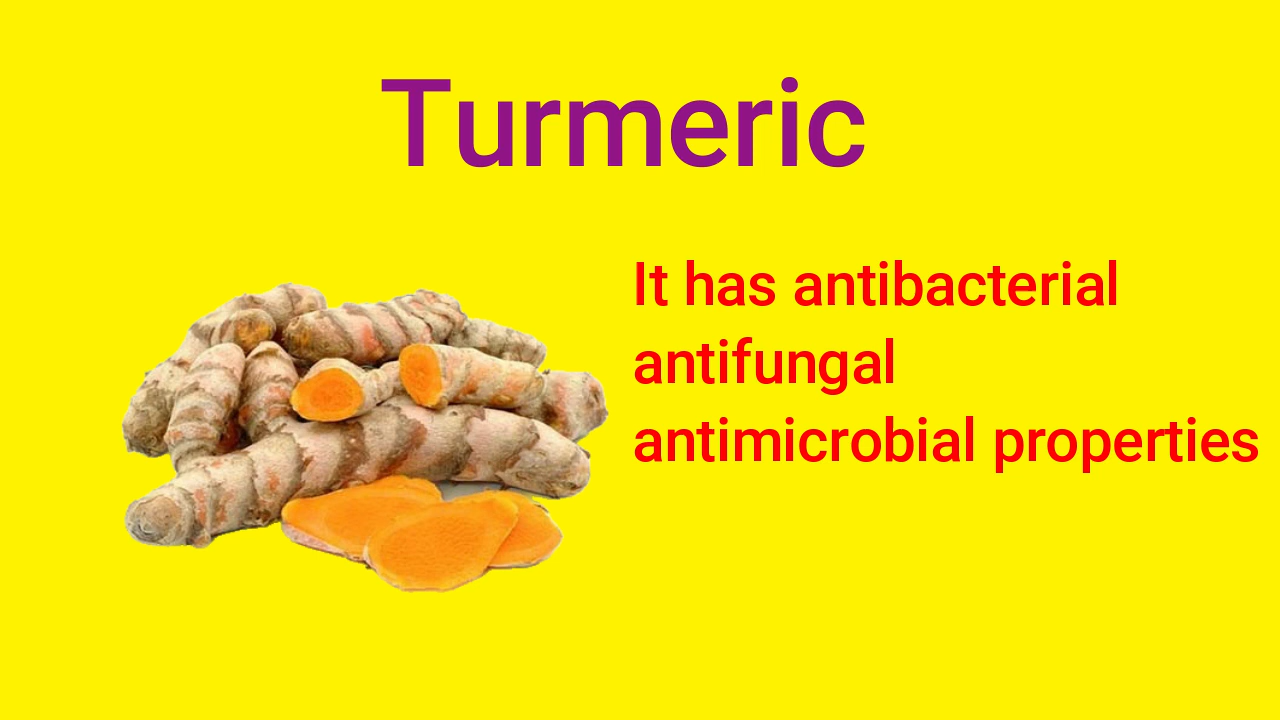 Turmeric
It has antibacterial
antifungal
antimicrobial properties